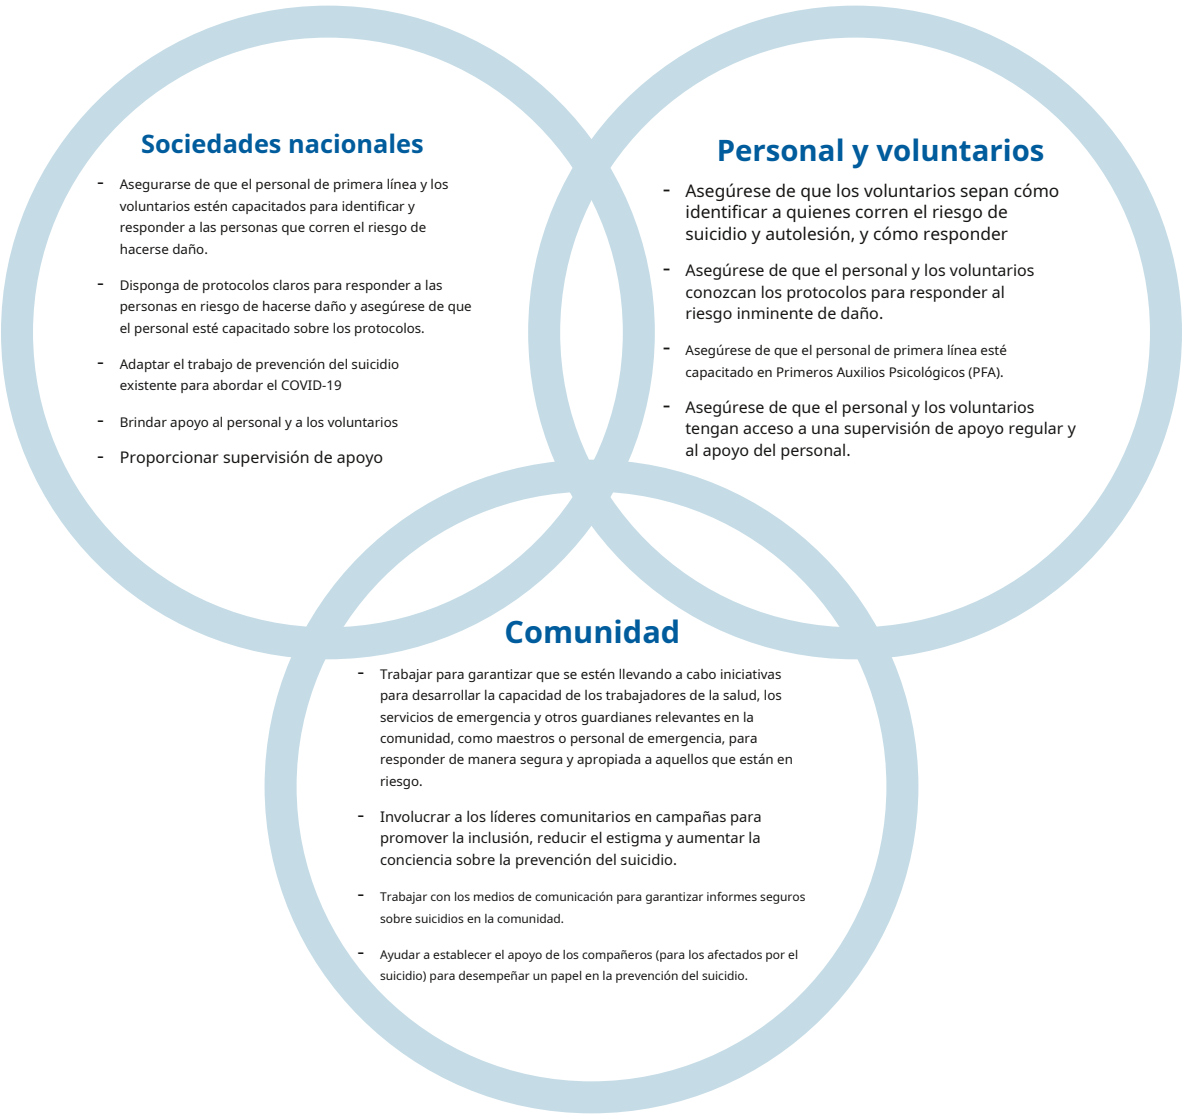 Sociedades nacionales
- Asegurarse de que el personal de primera línea y los
voluntarios estén capacitados para identificar y
responder a las personas que corren el riesgo de
hacerse daño.
- Disponga de protocolos claros para responder a las
personas en riesgo de hacerse daño y asegúrese de que
el personal esté capacitado sobre los protocolos.
- Adaptar el trabajo de prevención del suicidio
existente para abordar el COVID-19
- Brindar apoyo al personal y a los voluntarios
- Proporcionar supervisión de apoyo
Personal y voluntarios
- Asegúrese de que los voluntarios sepan cómo
identificar a quienes corren el riesgo de
suicidio y autolesión, y cómo responder
- Asegúrese de que el personal y los voluntarios
conozcan los protocolos para responder al
riesgo inminente de daño.
- Asegúrese de que el personal de primera línea esté
capacitado en Primeros Auxilios Psicológicos (PFA).
- Asegúrese de que el personal y los voluntarios
tengan acceso a una supervisión de apoyo regular y
al apoyo del personal.
Comunidad
- Trabajar para garantizar que se estén llevando a cabo iniciativas
para desarrollar la capacidad de los trabajadores de la salud, los
servicios de emergencia y otros guardianes relevantes en la
comunidad, como maestros o personal de emergencia, para
responder de manera segura y apropiada a aquellos que están en
riesgo.
- Involucrar a los líderes comunitarios en campañas para
promover la inclusión, reducir el estigma y aumentar la
conciencia sobre la prevención del suicidio.
- Trabajar con los medios de comunicación para garantizar informes seguros
sobre suicidios en la comunidad.
- Ayudar a establecer el apoyo de los compañeros (para los afectados por el
suicidio) para desempeñar un papel en la prevención del suicidio.